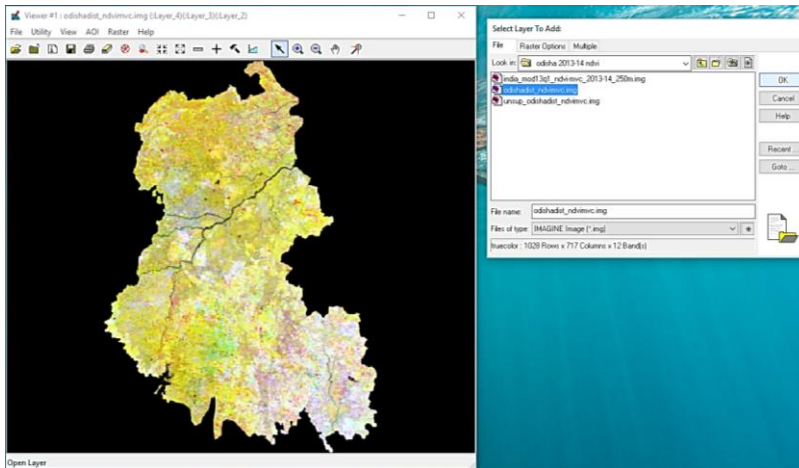 Viewer #1 : odishadist_ndvimvc.img (:Layer_4)(:Layer_3)(:Layer_2)
File Utility View AOI Raster Help
Open Layer
Select Layer To Add:
File Raster Options Multiple
Look in: odisha 2013-14 ndvi
india_mod13q1_ndvi-mvc_2013-14_250m.img
odishadist_ndvimvc.img
unsup_odishadist_ndvimvc.img
OK
Cancel
Help
Recent ...
Goto ...
File name: odishadist_ndvimvc.img
Files of type: IMAGINE Image (*.img)
truecolor : 1028 Rows x 717 Columns x 12 Band(s)